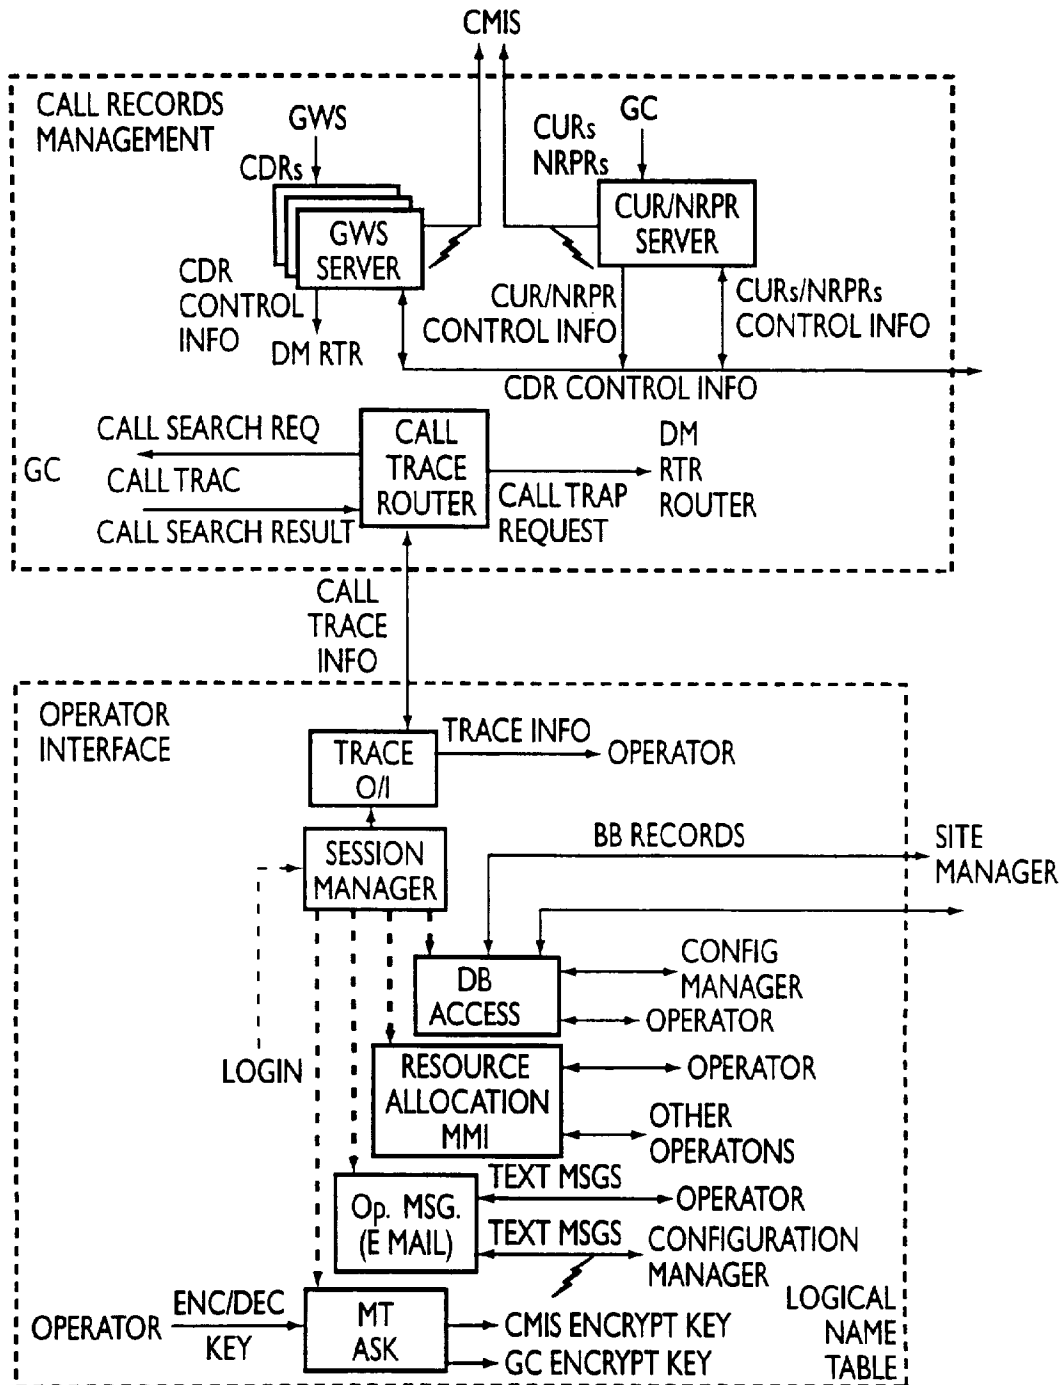 CMIS
CALL RECORDS
MANAGEMENT
GWS
CDRs
GWS
SERVER
CDR
CONTROL
INFO
DM RTR
CURs
NRPRs
GC
CUR/NRPR
SERVER
CUR/NRPR
CONTROL INFO
CURs/NRPRs
CONTROL INFO
CDR CONTROL INFO
GC
CALL SEARCH REQ
CALL TRAC
CALL SEARCH RESULT
CALL
TRACE
ROUTER
CALL TRAP
REQUEST
DM
RTR
ROUTER
CALL
TRACE
INFO
OPERATOR
INTERFACE
TRACE
O/I
TRACE INFO
OPERATOR
SESSION
MANAGER
BB RECORDS
SITE
MANAGER
LOGIN
DB
ACCESS
CONFIG
MANAGER
OPERATOR
RESOURCE
ALLOCATION
MMI
OPERATOR
OTHER
OPERATONS
Op. MSG.
(E MAIL)
TEXT MSGS
OPERATOR
TEXT MSGS
CONFIGURATION
MANAGER
OPERATOR
ENC/DEC
KEY
MT
ASK
CMIS ENCRYPT KEY
GC ENCRYPT KEY
LOGICAL
NAME
TABLE